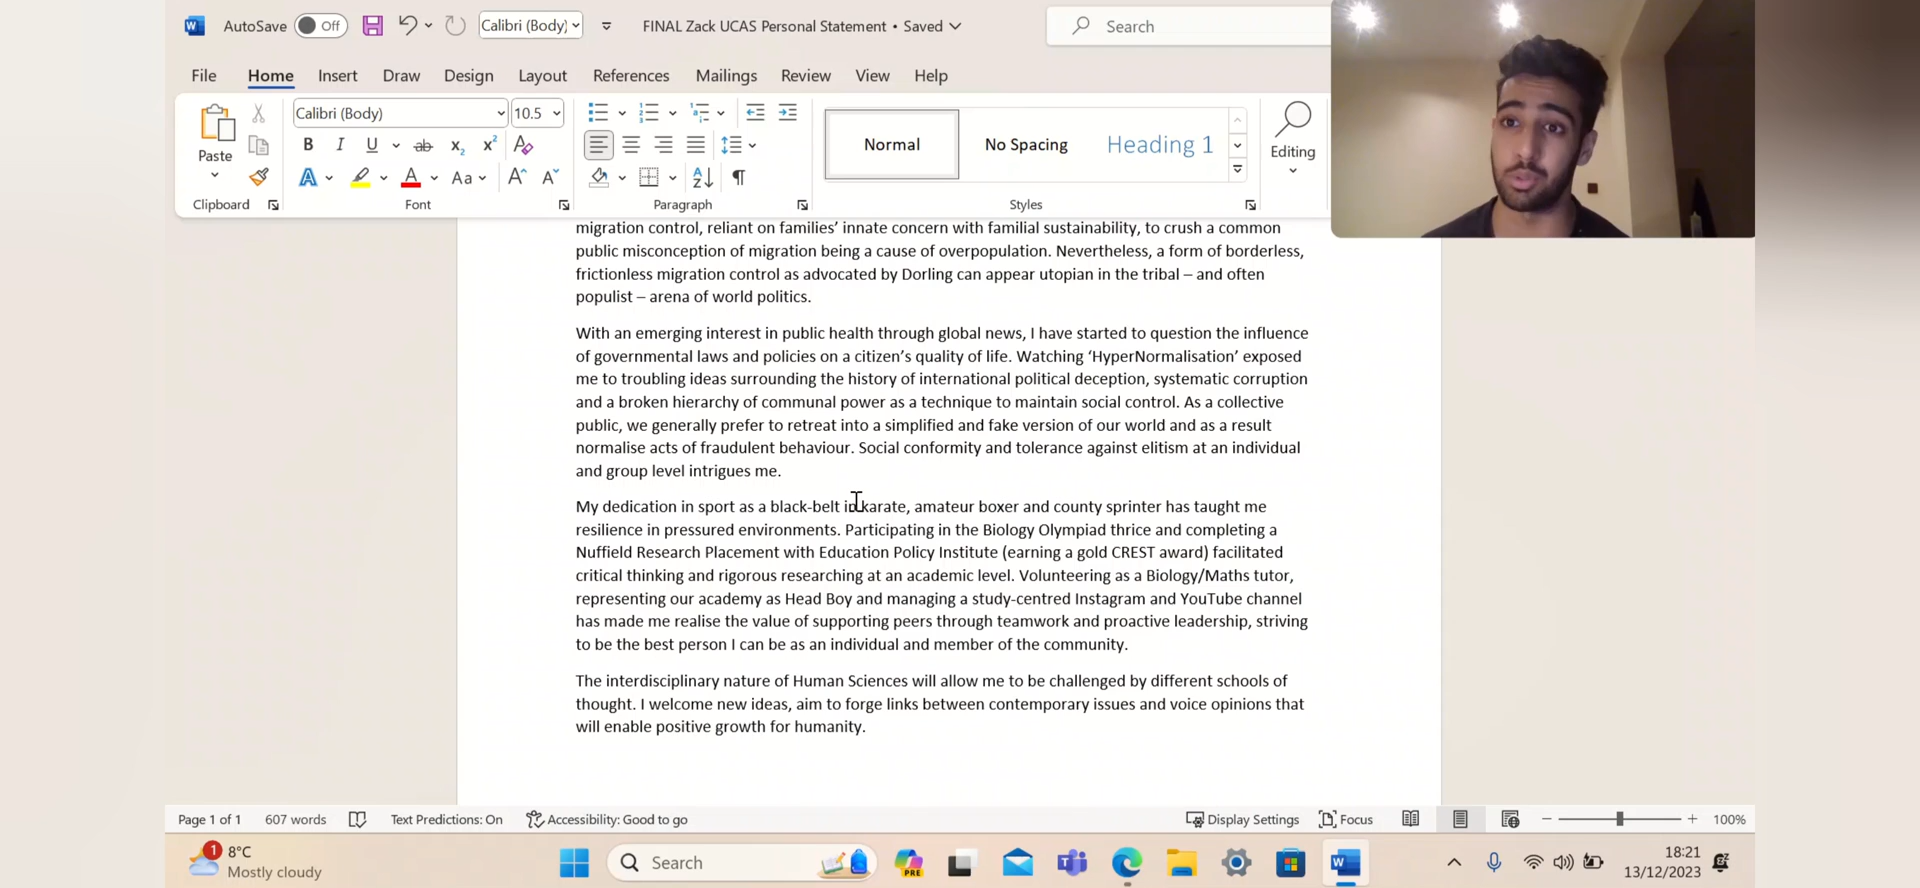 AutoSave Off Calibri (Body) FINAL Zack UCAS Personal Statement • Saved Search
File Home Insert Draw Design Layout References Mailings Review View Help
Paste Calibri (Body) 10.5 Normal No Spacing Heading 1 Editing
Clipboard Font Paragraph Styles
migration control, reliant on families’ innate concern with familial sustainability, to crush a common
public misconception of migration being a cause of overpopulation. Nevertheless, a form of borderless,
frictionless migration control as advocated by Dorling can appear utopian in the tribal – and often
populist – arena of world politics.
With an emerging interest in public health through global news, I have started to question the influence
of governmental laws and policies on a citizen’s quality of life. Watching ‘HyperNormalisation’ exposed
me to troubling ideas surrounding the history of international political deception, systematic corruption
and a broken hierarchy of communal power as a technique to maintain social control. As a collective
public, we generally prefer to retreat into a simplified and fake version of our world and as a result
normalise acts of fraudulent behaviour. Social conformity and tolerance against elitism at an individual
and group level intrigues me.
My dedication in sport as a black-belt in karate, amateur boxer and county sprinter has taught me
resilience in pressured environments. Participating in the Biology Olympiad thrice and completing a
Nuffield Research Placement with Education Policy Institute (earning a gold CREST award) facilitated
critical thinking and rigorous researching at an academic level. Volunteering as a Biology/Maths tutor,
representing our academy as Head Boy and managing a study-centred Instagram and YouTube channel
has made me realise the value of supporting peers through teamwork and proactive leadership, striving
to be the best person I can be as an individual and member of the community.
The interdisciplinary nature of Human Sciences will allow me to be challenged by different schools of
thought. I welcome new ideas, aim to forge links between contemporary issues and voice opinions that
will enable positive growth for humanity.
Page 1 of 1 607 words Text Predictions: On Accessibility: Good to go Display Settings Focus 100%
1 8°C
Mostly cloudy
Search
PRE
18:21
13/12/2023